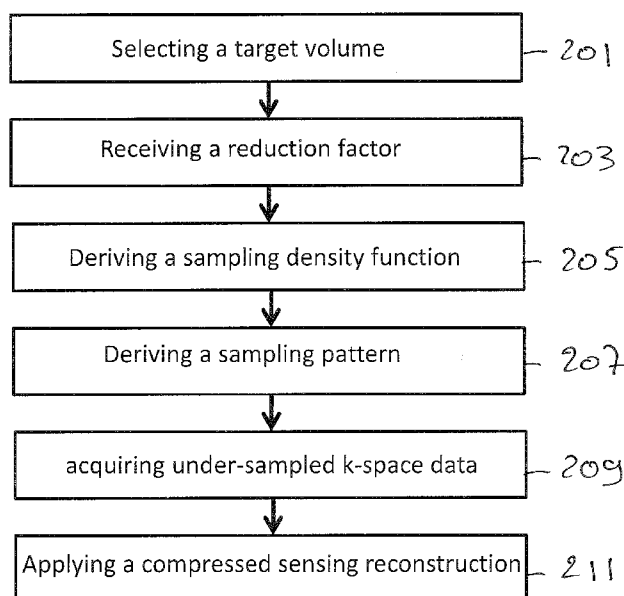 Selecting a target volume 201
Receiving a reduction factor 203
Deriving a sampling density function 205
Deriving a sampling pattern 207
acquiring under-sampled k-space data 209
Applying a compressed sensing reconstruction 211